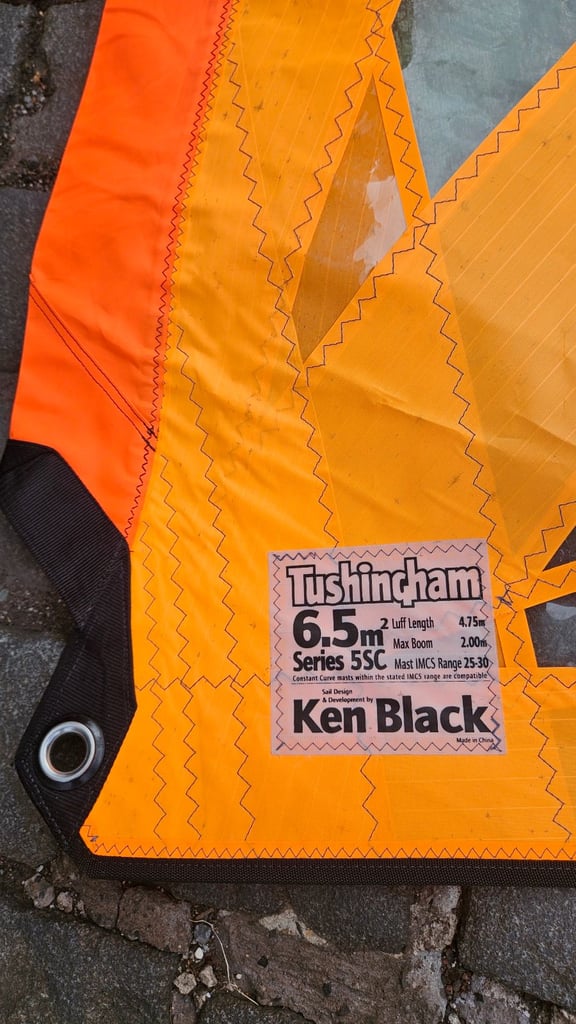 Tushingham
6.5m² Luff Length 4.75m
Max Boom 2.00m
Series 5SC Mast IMCS Range 25-30
Constant Curve masts within the stated IMCS range are compatible
Sail Design
& Development by
Ken Black
Made in China